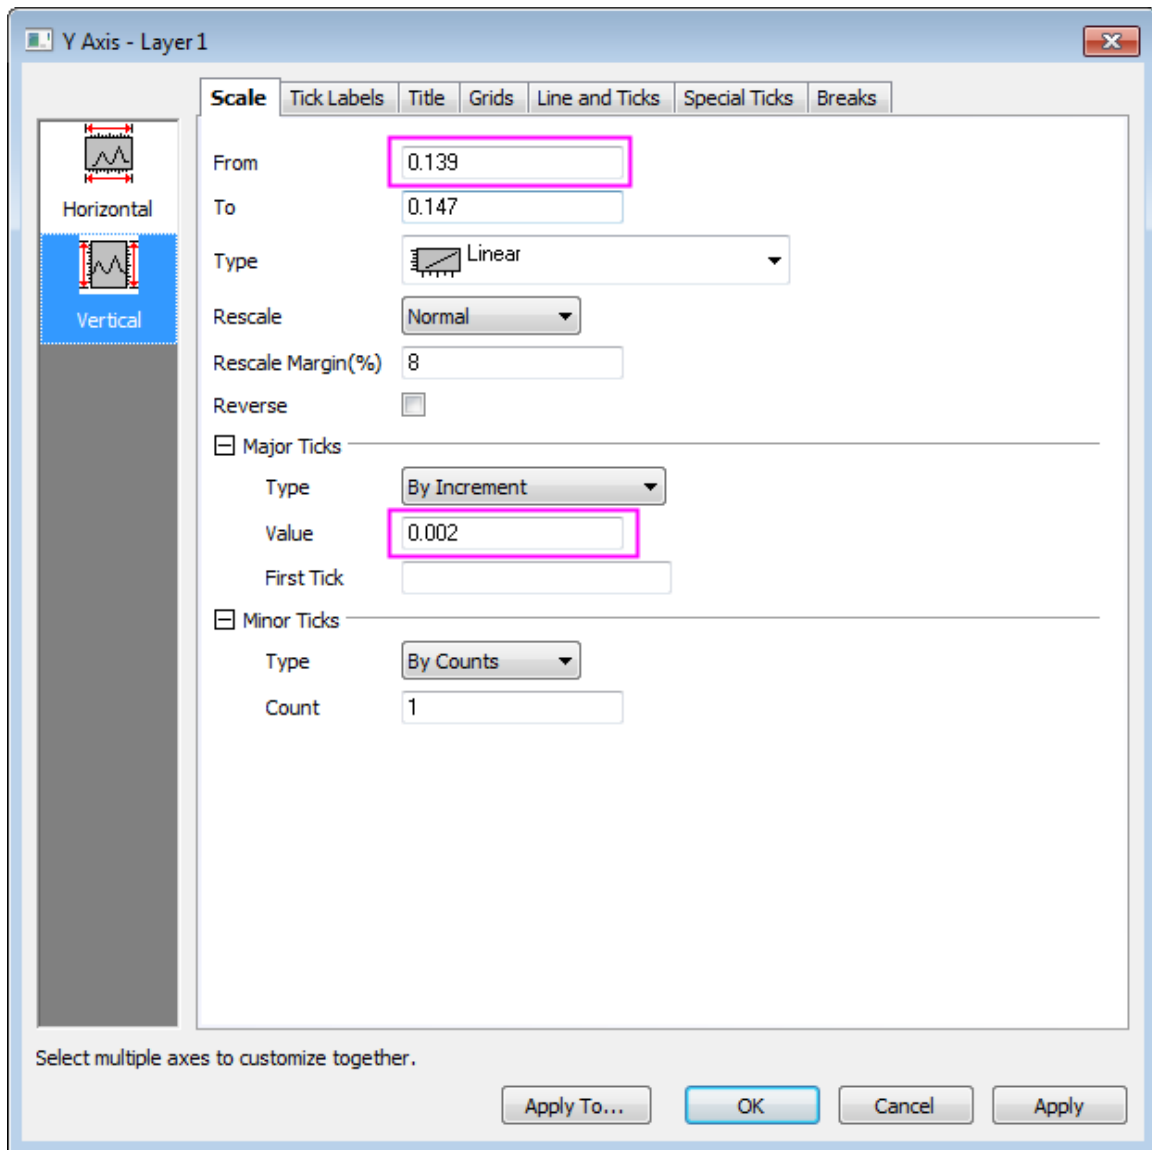 Y Axis - Layer1
Scale Tick Labels Title Grids Line and Ticks Special Ticks Breaks
Horizontal
Vertical
From 0.139
To 0.147
Type Linear
Rescale Normal
Rescale Margin(%) 8
Reverse
Major Ticks
Type By Increment
Value 0.002
First Tick
Minor Ticks
Type By Counts
Count 1
Select multiple axes to customize together.
Apply To... OK Cancel Apply